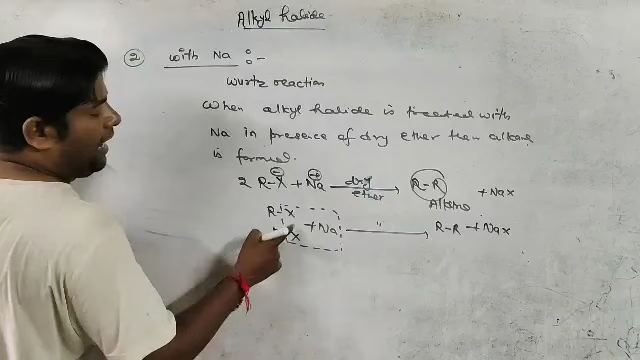 Alkyl halide
② with Na :-
Wurtz reaction
When alkyl halide is treated with
Na in presence of dry ether then alkane
is formed.
2 R-X + Na dry ether → R-R + NaX
Alkane
R-X
X + Na " → R-R + NaX